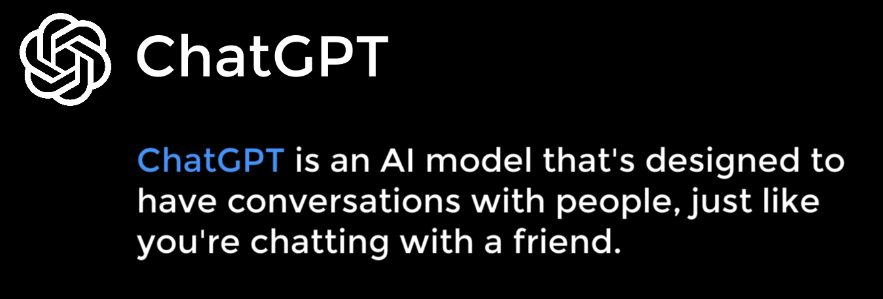 ChatGPT
ChatGPT is an AI model that's designed to
have conversations with people, just like
you're chatting with a friend.